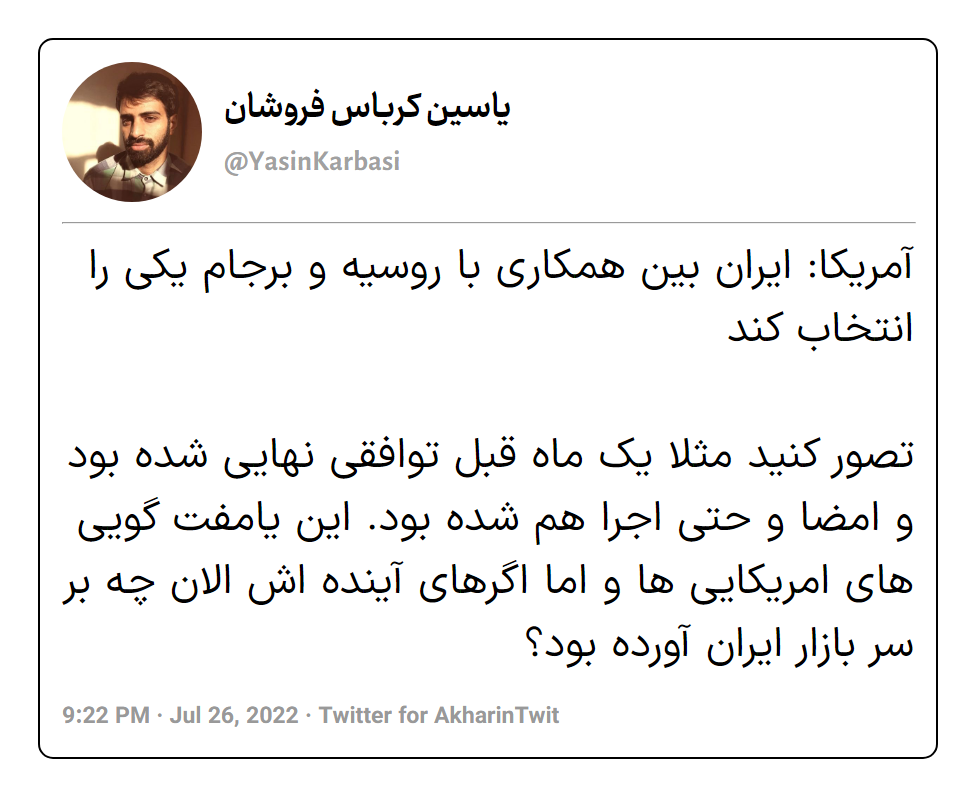 یاسین کرباس فروشان
@YasinKarbasi
آمریکا: ایران بین همکاری با روسیه و برجام یکی را
انتخاب کند
تصور کنید مثلا یک ماه قبل توافقی نهایی شده بود
و امضا و حتی اجرا هم شده بود. این یامفت گویی
های امریکایی ها و اما اگرهای آینده اش الان چه بر
سر بازار ایران آورده بود؟
9:22 PM · Jul 26, 2022 · Twitter for AkharinTwit